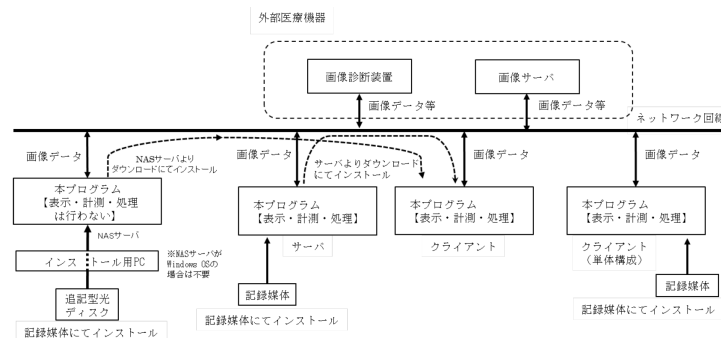 外部医療機器
画像診断装置
画像サーバ
画像データ等
画像データ等
ネットワーク回線
画像データ
NASサーバより
ダウンロードにてインストール
画像データ
サーバよりダウンロード
にてインストール
画像データ
画像データ
本プログラム
【表示・計測・処理
は行わない】
本プログラム
【表示・計測・処理】
本プログラム
【表示・計測・処理】
本プログラム
【表示・計測・処理】
NASサーバ
サーバ
クライアント
クライアント
（単体構成）
インストール用PC
※NASサーバが
Windows OSの
場合は不要
追記型光
ディスク
記録媒体
記録媒体
記録媒体にてインストール
記録媒体にてインストール
記録媒体にてインストール